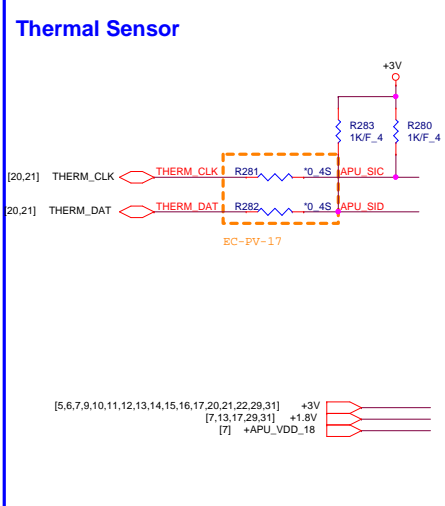 Thermal Sensor
+3V
R283
1K/F_4
R280
1K/F_4
[20,21] THERM_CLK THERM_CLK R281 *0_4S APU_SIC
[20,21] THERM_DAT THERM_DAT R282 *0_4S APU_SID
EC-PV-17
[5,6,7,9,10,11,12,13,14,15,16,17,20,21,22,29,31] +3V
[7,13,17,29,31] +1.8V
[7] +APU_VDD_18